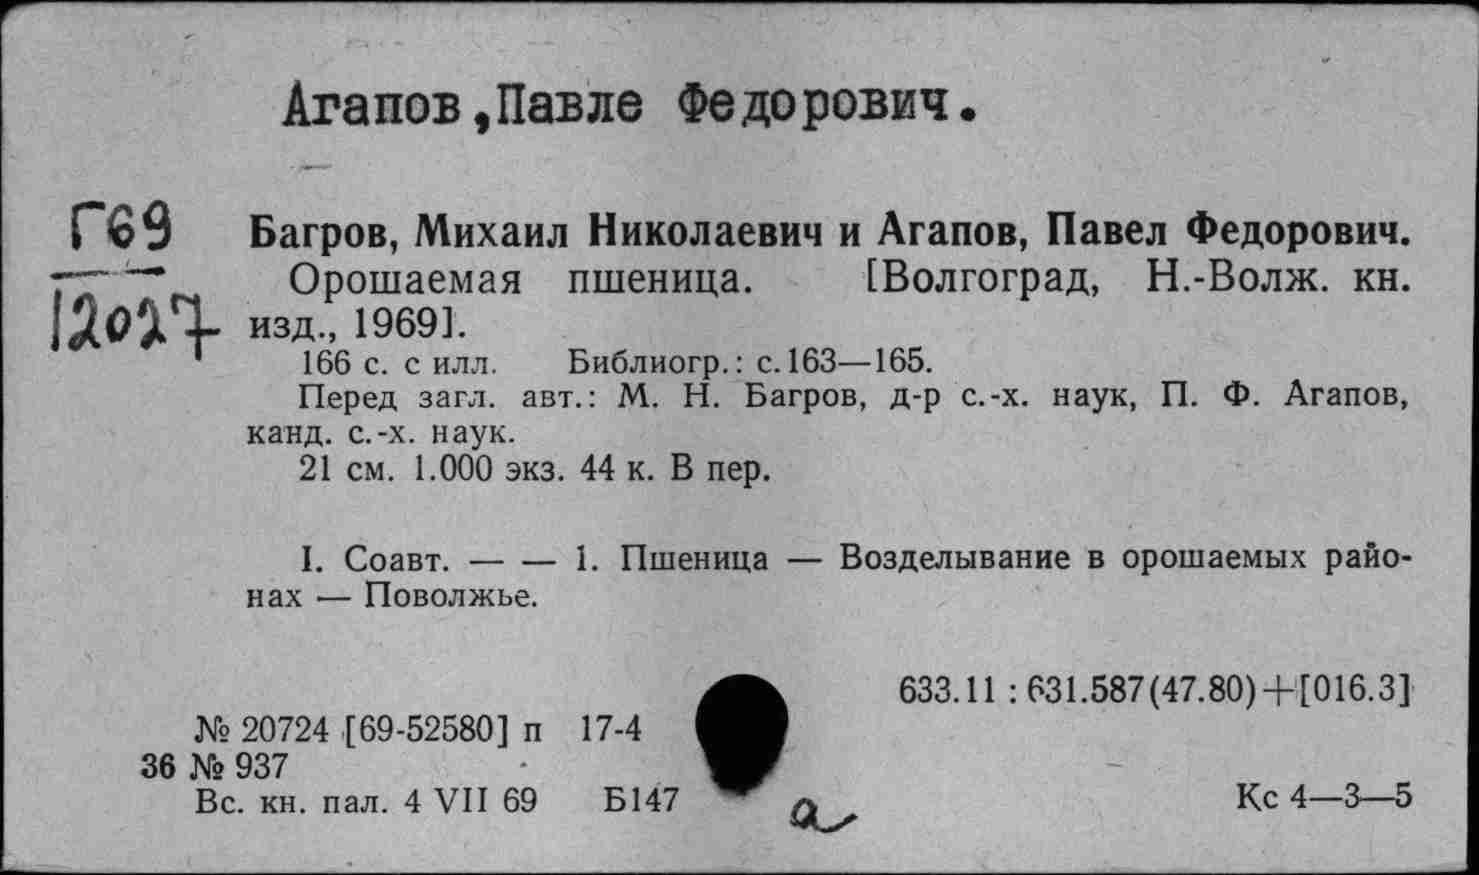 Агапов,Павле Федорович.
Г69
12027
Багров, Михаил Николаевич и Агапов, Павел Федорович.
Орошаемая пшеница. [Волгоград, Н.-Волж. кн.
изд., 1969].
166 с. с илл. Библиогр.: с.163—165.
Перед загл. авт.: М. Н. Багров, д-р с.-х. наук, П. Ф. Агапов,
канд. с.-х. наук.
21 см. 1.000 экз. 44 к. В пер.
I. Соавт. — — 1. Пшеница — Возделывание в орошаемых райо-
нах — Поволжье.
633.11 : 631.587(47.80)+[016.3]
№ 20724 [69-52580] п 17-4
36 № 937
Вс. кн. пал. 4 VII 69 Б147
а
Кс 4—3—5